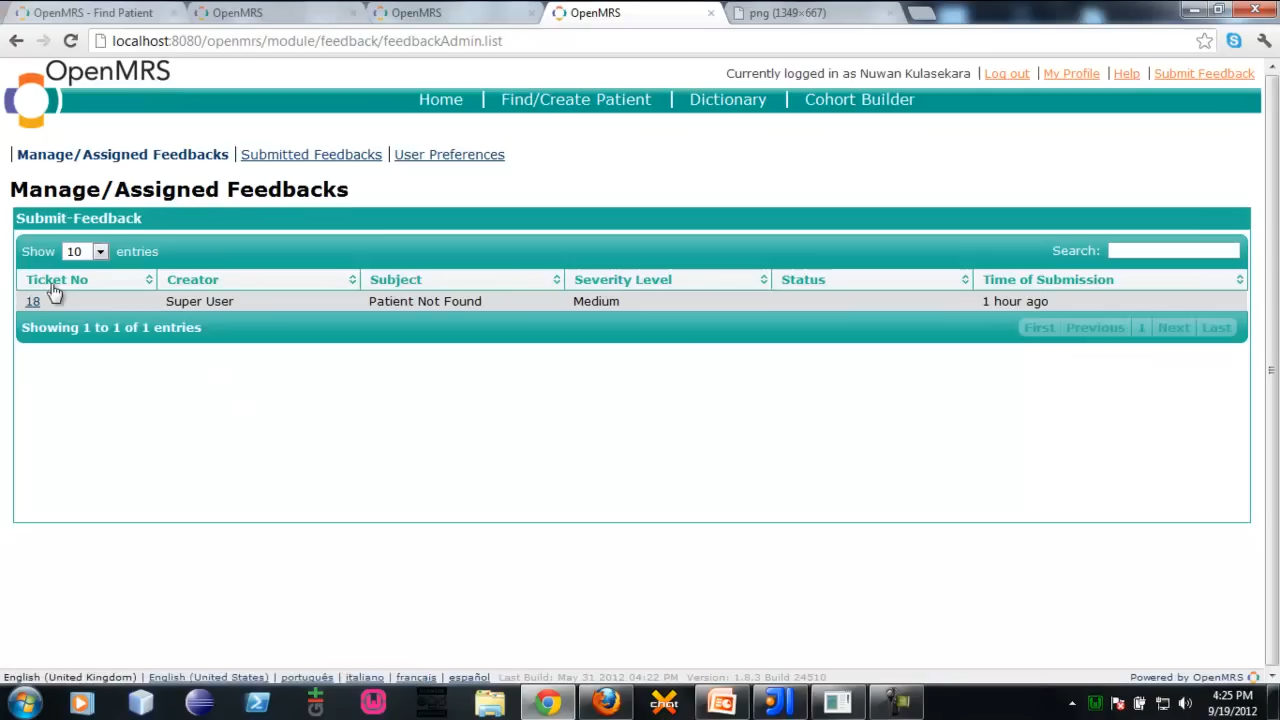 OpenMRS - Find Patient
OpenMRS
OpenMRS
OpenMRS
png (1349×667)
localhost:8080/openmrs/module/feedback/feedbackAdmin.list
OpenMRS
Currently logged in as Nuwan Kulasekara | Log out | My Profile | Help | Submit Feedback
Home | Find/Create Patient | Dictionary | Cohort Builder
Manage/Assigned Feedbacks | Submitted Feedbacks | User Preferences
Manage/Assigned Feedbacks
Submit-Feedback
Show 10 entries
Search:
Ticket No Creator Subject Severity Level Status Time of Submission
18 Super User Patient Not Found Medium 1 hour ago
Showing 1 to 1 of 1 entries
First Previous 1 Next Last
English (United Kingdom) | English (United States) | português | italiano | français | español Last Build: May 31 2012 04:22 PM Version: 1.8.3 Build 24510
Powered by OpenMRS
git
chat
4:25 PM
9/19/2012